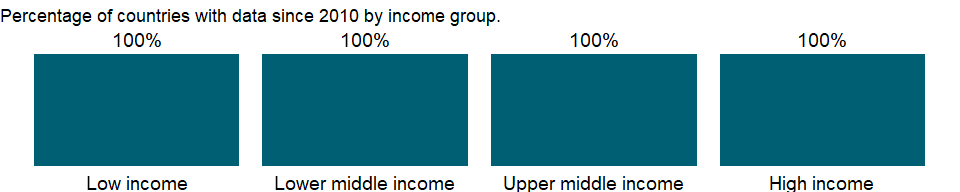 Percentage of countries with data since 2010 by income group.
100% 100% 100% 100%
Low income Lower middle income Upper middle income High income